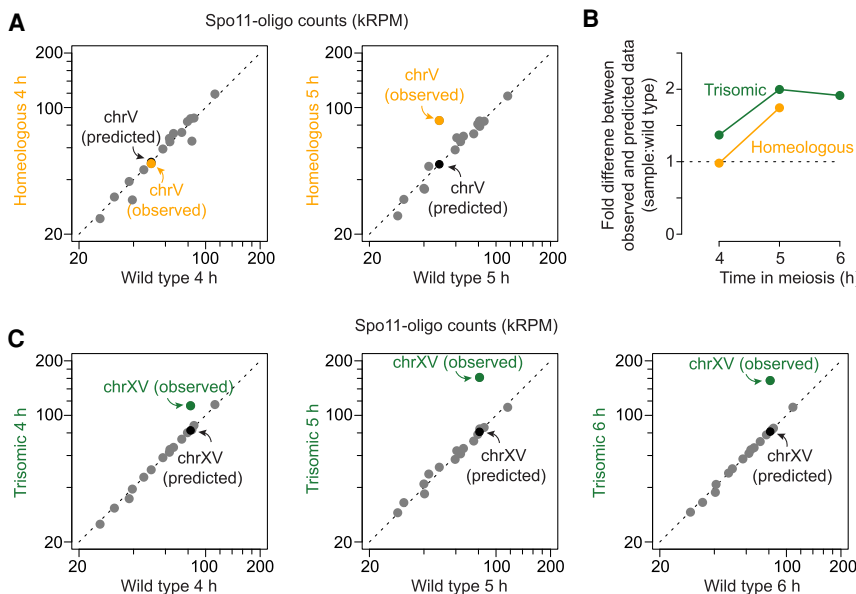 A
Spo11-oligo counts (kRPM)
Homeologous 4 h
200
100
20
chrV
(predicted)
chrV
(observed)
20
100
200
Wild type 4 h
Homeologous 5 h
200
100
20
chrV
(observed)
chrV
(predicted)
20
100
200
Wild type 5 h
B
Fold differene between
observed and predicted data
(sample:wild type)
2
1
0
Trisomic
Homeologous
4
5
6
Time in meiosis (h)
C
Spo11-oligo counts (kRPM)
Trisomic 4 h
200
100
20
chrXV (observed)
chrXV
(predicted)
20
100
200
Wild type 4 h
Trisomic 5 h
200
100
20
chrXV (observed)
chrXV
(predicted)
20
100
200
Wild type 5 h
Trisomic 6 h
200
100
20
chrXV (observed)
chrXV
(predicted)
20
100
200
Wild type 6 h